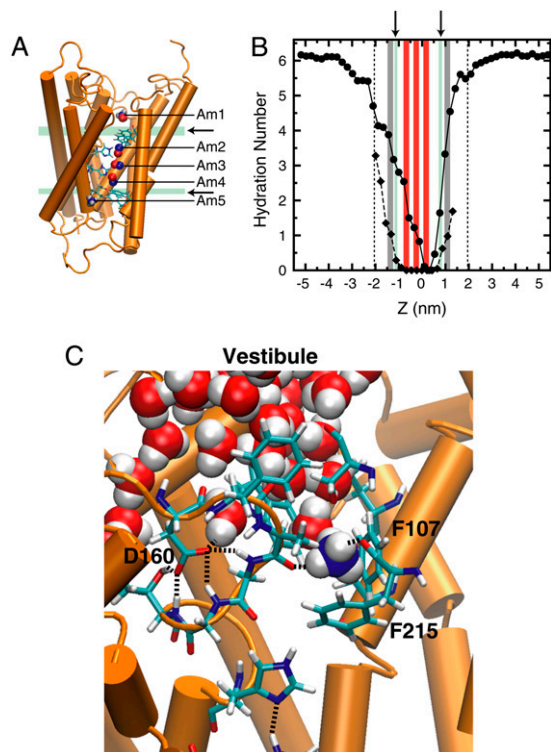 A
Am1
Am2
Am3
Am4
Am5
B
Hydration Number
6
5
4
3
2
1
0
-5 -4 -3 -2 -1 0 1 2 3 4 5
Z (nm)
C
Vestibule
D160
F107
F215